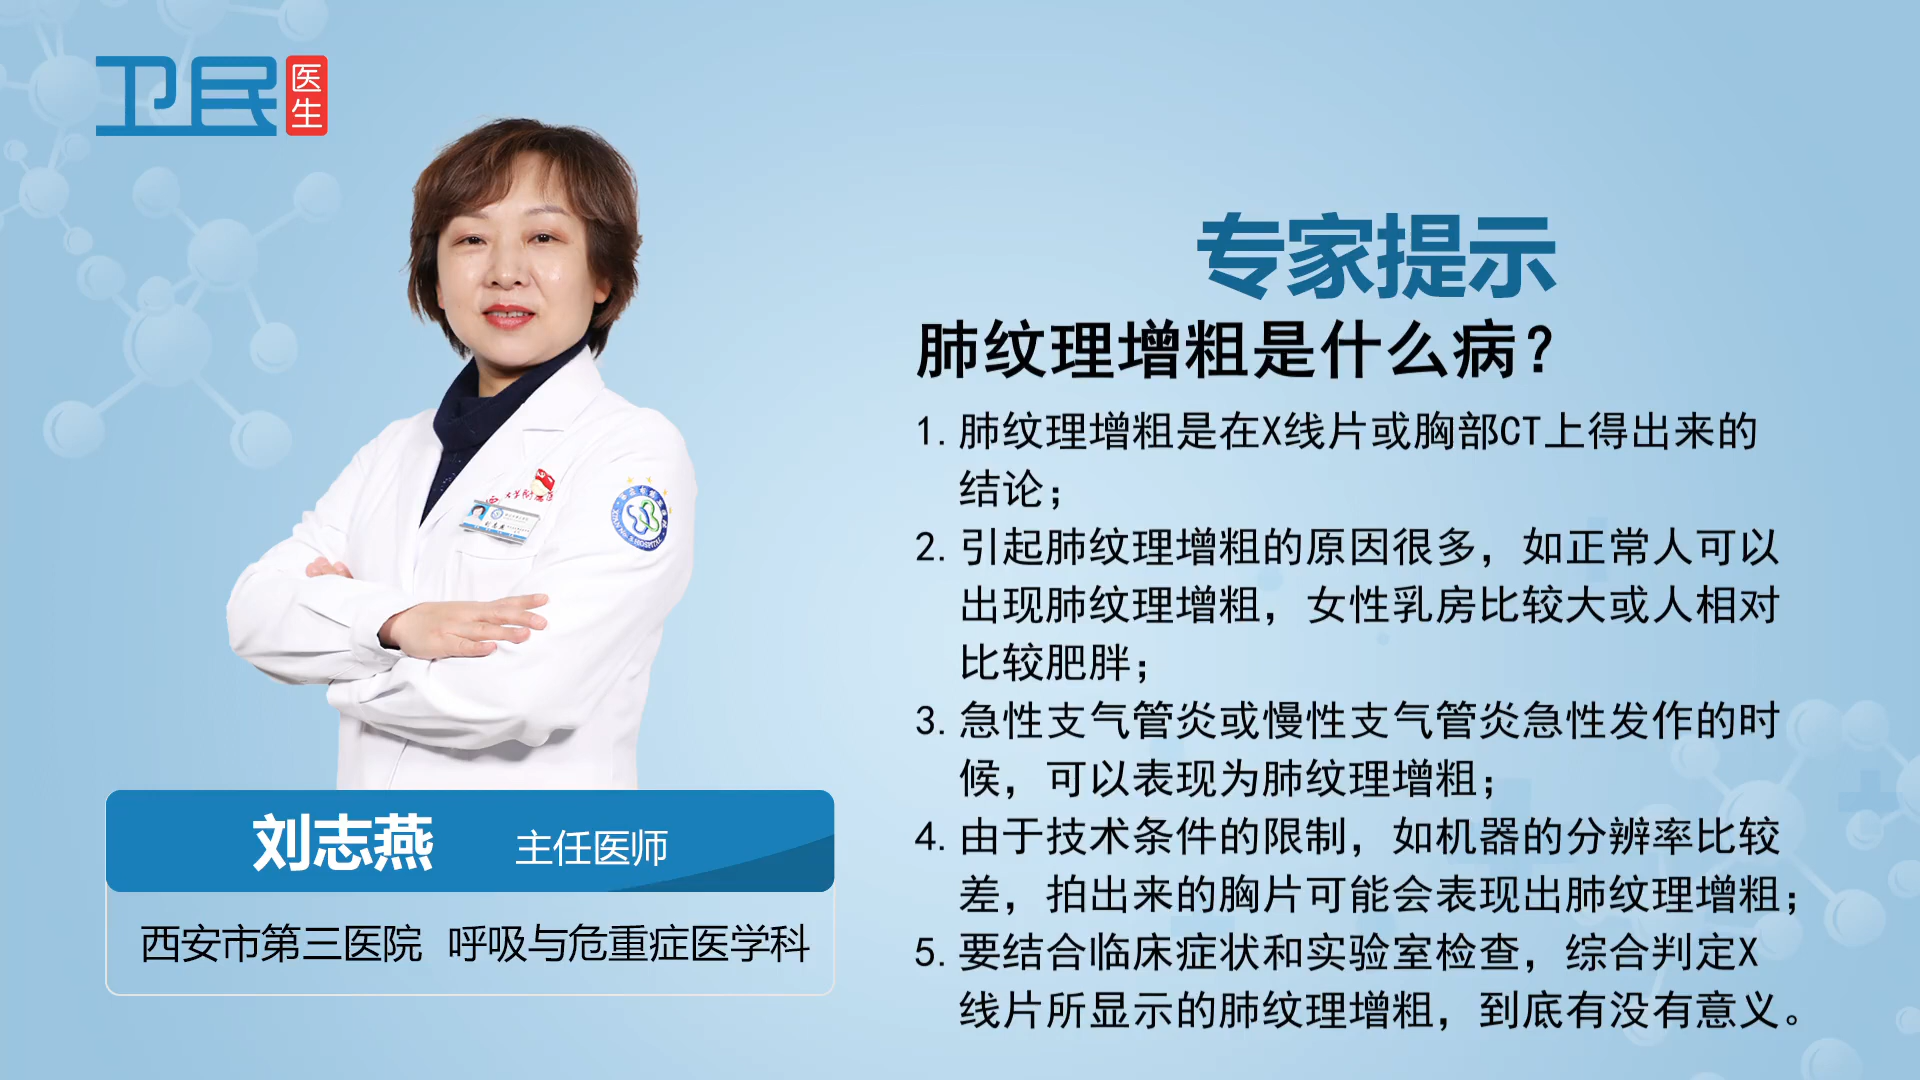 卫民
医生
专家提示
肺纹理增粗是什么病？
1. 肺纹理增粗是在X线片或胸部CT上得出来的
结论；
2. 引起肺纹理增粗的原因很多，如正常人可以
出现肺纹理增粗，女性乳房比较大或人相对
比较肥胖；
3. 急性支气管炎或慢性支气管炎急性发作的时
候，可以表现为肺纹理增粗；
4. 由于技术条件的限制，如机器的分辨率比较
差，拍出来的胸片可能会表现出肺纹理增粗；
5. 要结合临床症状和实验室检查，综合判定X
线片所显示的肺纹理增粗，到底有没有意义。
刘志燕 主任医师
西安市第三医院 呼吸与危重症医学科